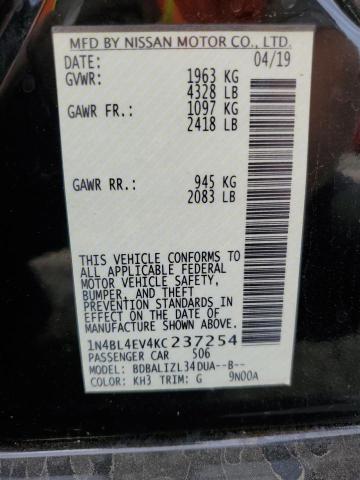 MFD BY NISSAN MOTOR CO., LTD.
DATE: 04/19
GVWR: 1963 KG
4328 LB
GAWR FR.: 1097 KG
2418 LB
GAWR RR.: 945 KG
2083 LB
THIS VEHICLE CONFORMS TO
ALL APPLICABLE FEDERAL
MOTOR VEHICLE SAFETY,
BUMPER, AND THEFT
PREVENTION STANDARDS IN
EFFECT ON THE DATE OF
MANUFACTURE SHOWN ABOVE.
1N4BL4EV4KC237254
PASSENGER CAR S06
MODEL: BDBALIZL34DUA--B--
COLOR: KH3 TRIM: G 9N00A